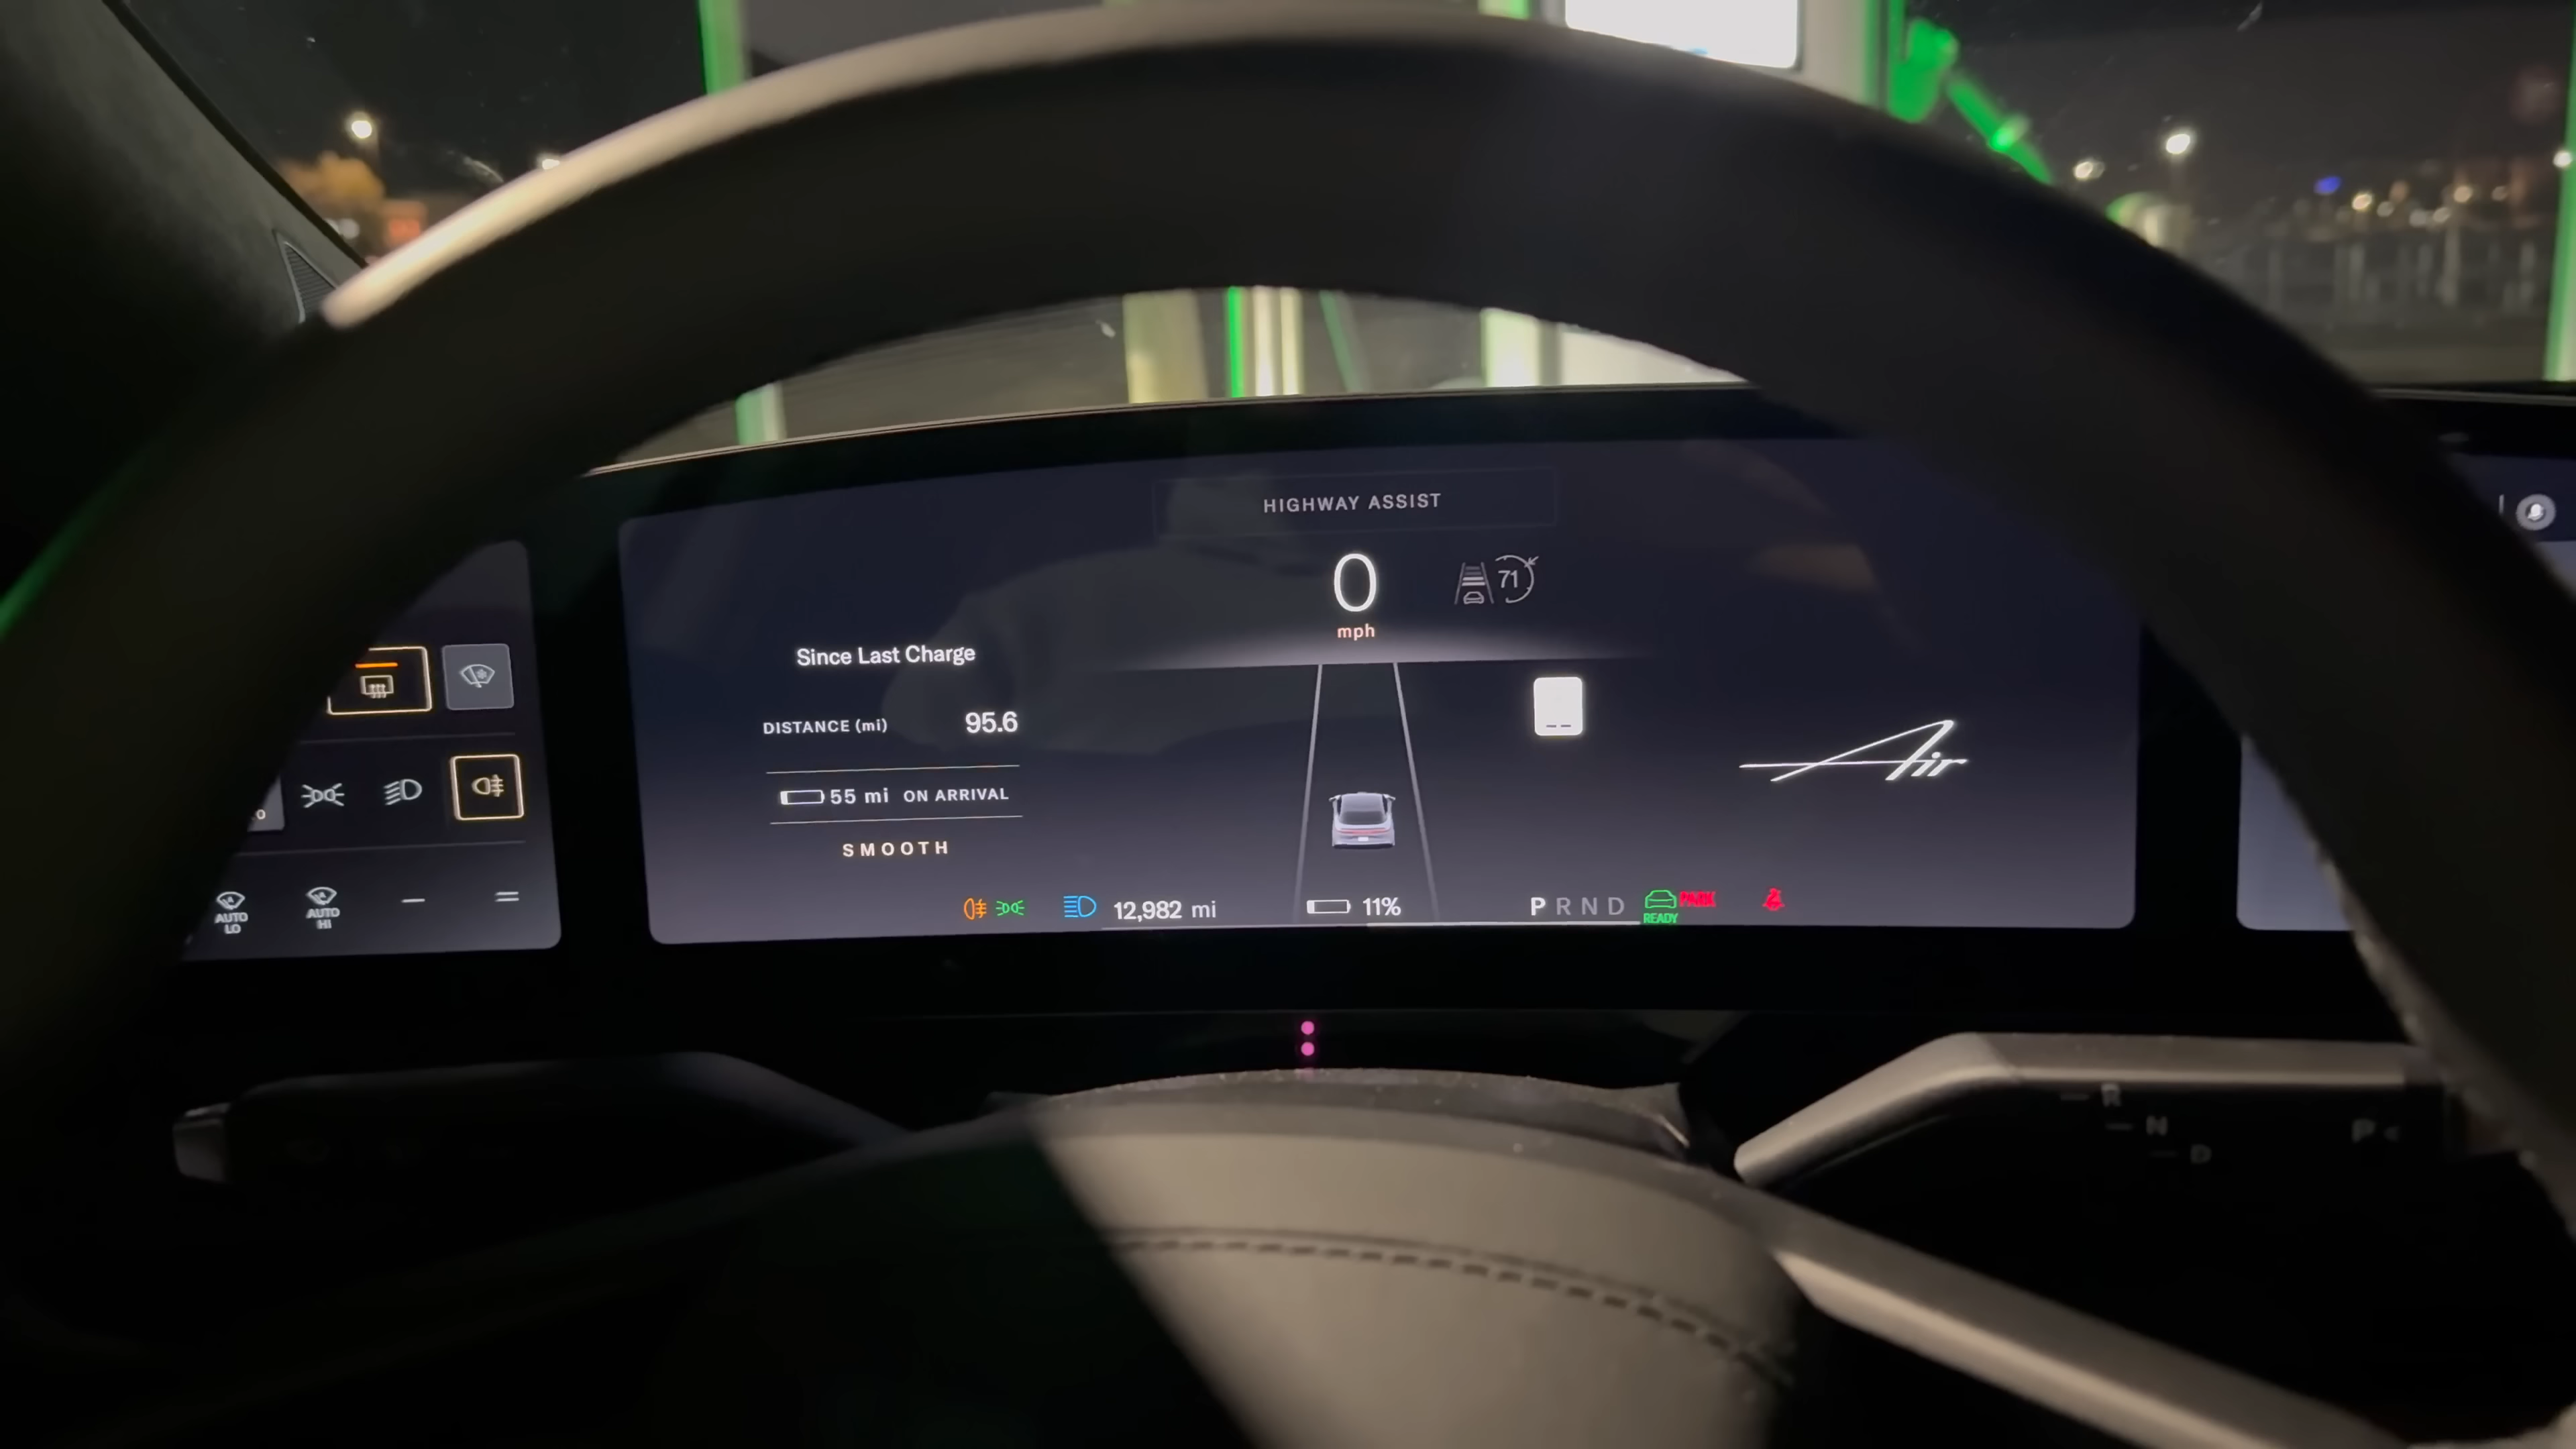 HIGHWAY ASSIST
0
71
mph
Since Last Charge
DISTANCE (mi) 95.6
55 mi ON ARRIVAL
SMOOTH
Air
AUTO LO
AUTO HI
12,982 mi
11%
P R N D
READY
PARK
R
N
D
P <